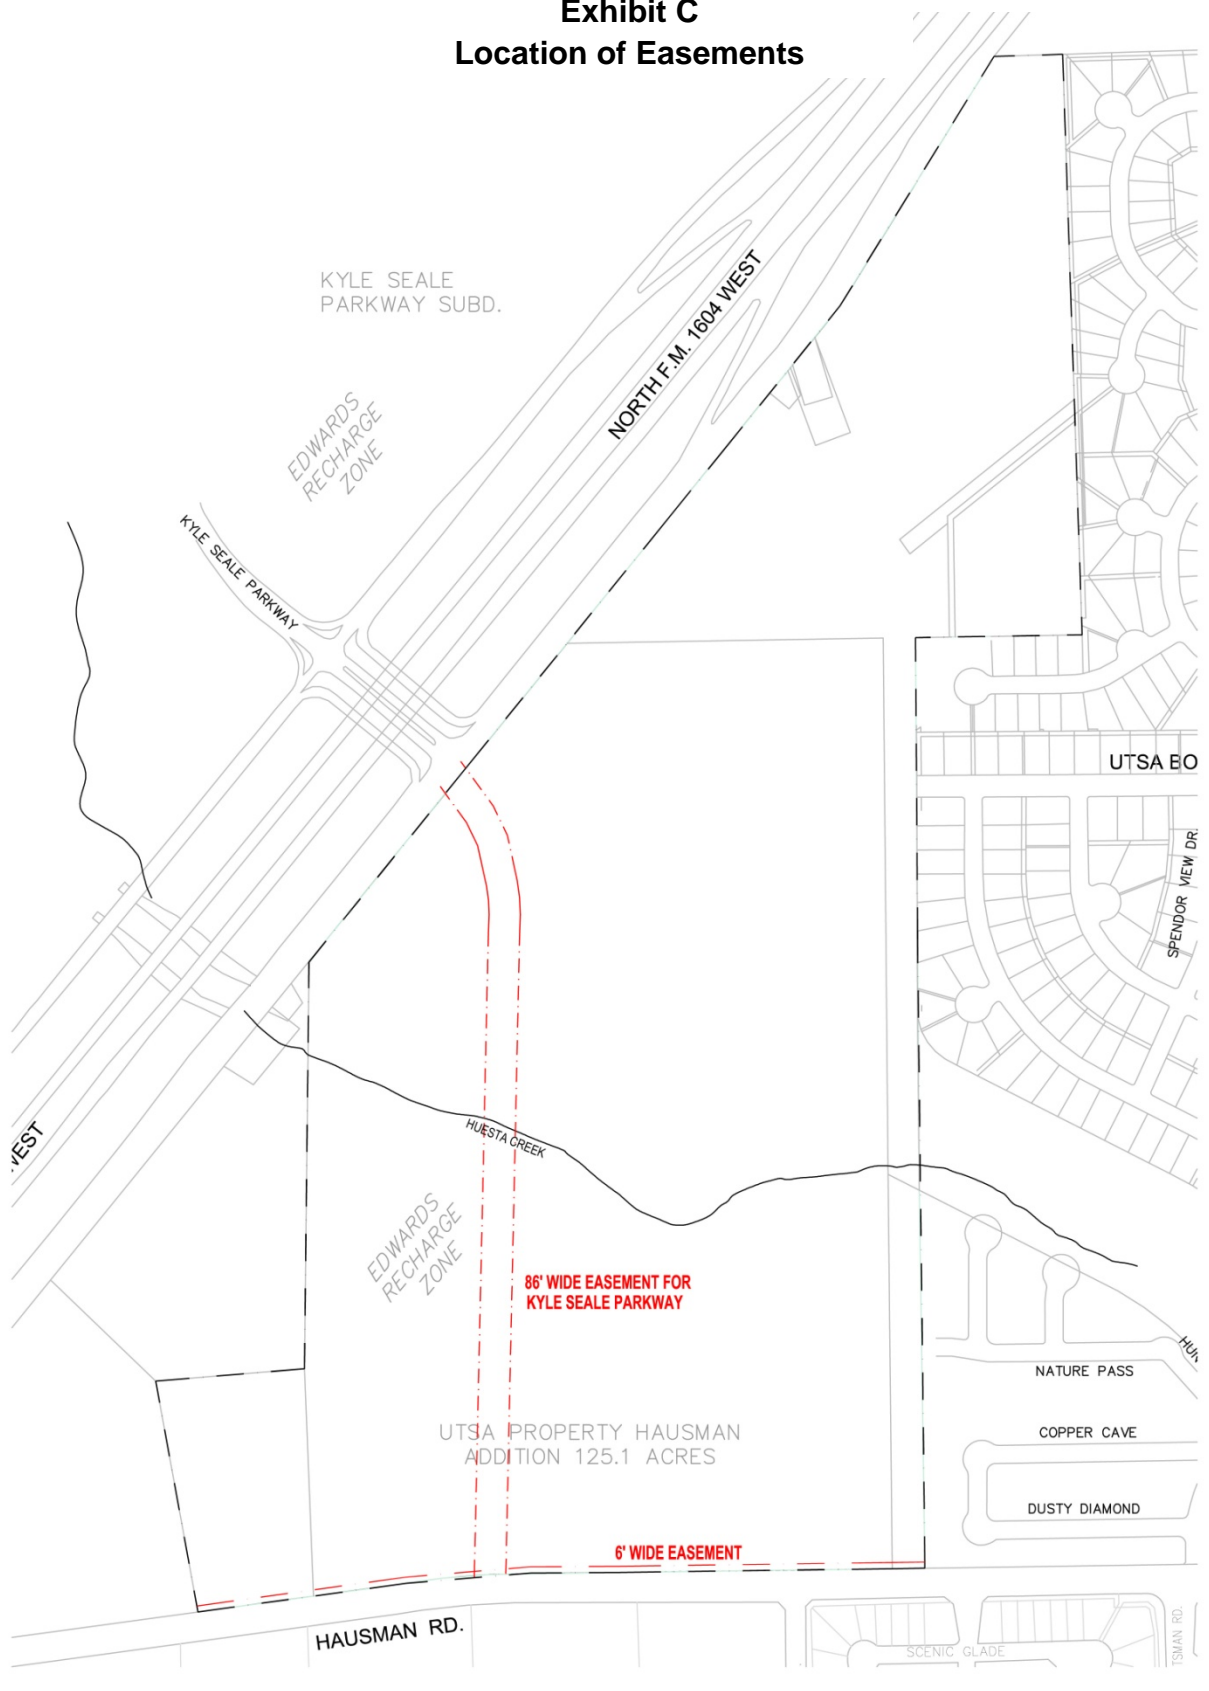 Exhibit C
Location of Easements
KYLE SEALE
PARKWAY SUBD.
NORTH F.M. 1604 WEST
EDWARDS
RECHARGE
ZONE
KYLE SEALE PARKWAY
UTSA BO
SPENDOR VIEW DR.
HUESTA CREEK
EDWARDS
RECHARGE
ZONE
86' WIDE EASEMENT FOR
KYLE SEALE PARKWAY
NATURE PASS
UTSA PROPERTY HAUSMAN
ADDITION 125.1 ACRES
COPPER CAVE
DUSTY DIAMOND
6' WIDE EASEMENT
HAUSMAN RD.
SCENIC GLADE
TSMAN RD.